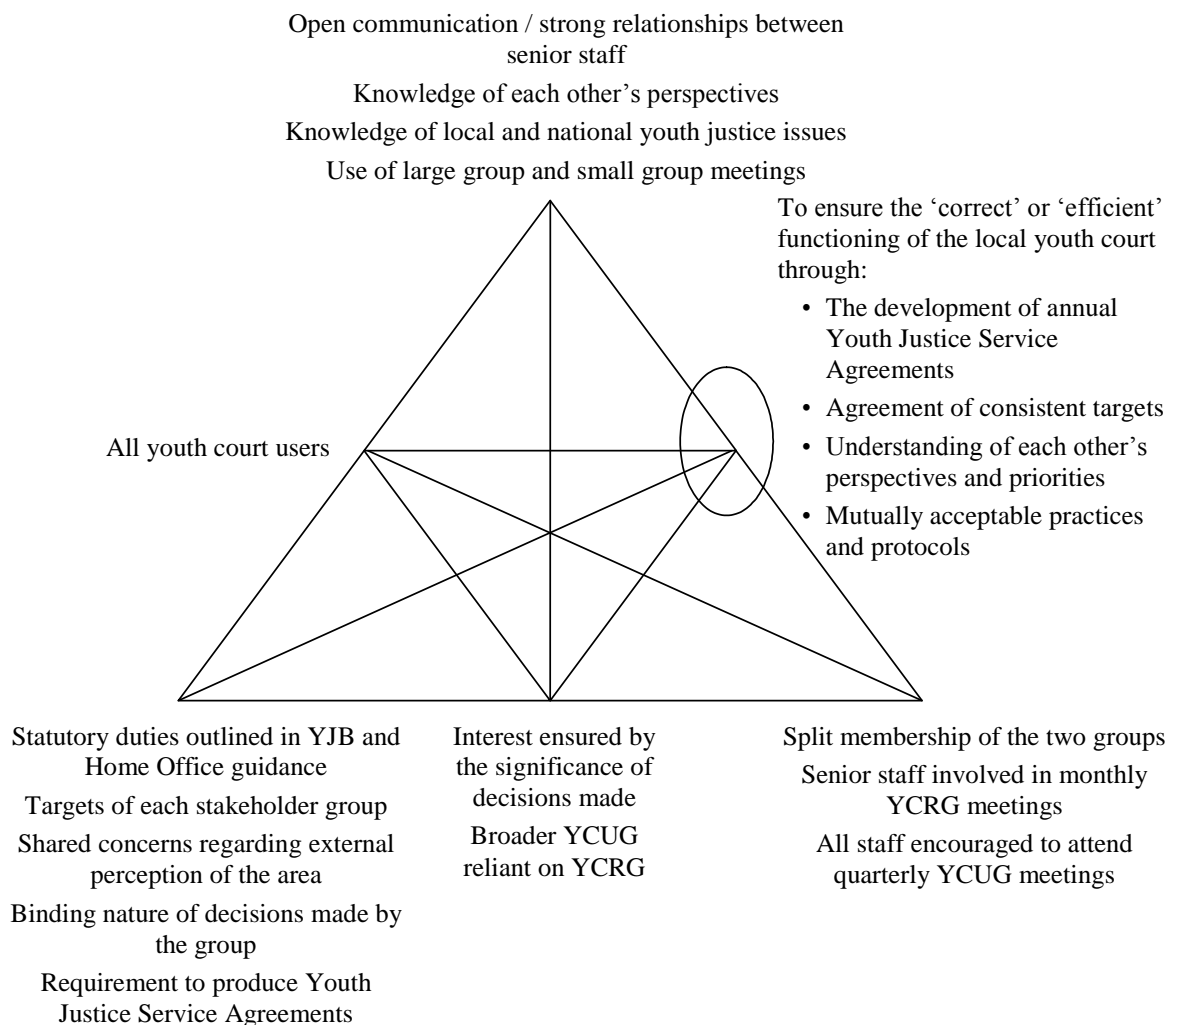 Open communication / strong relationships between
senior staff
Knowledge of each other’s perspectives
Knowledge of local and national youth justice issues
Use of large group and small group meetings
To ensure the ‘correct’ or ‘efficient’
functioning of the local youth court
through:
• The development of annual
Youth Justice Service
Agreements
• Agreement of consistent targets
• Understanding of each other’s
perspectives and priorities
• Mutually acceptable practices
and protocols
All youth court users
Statutory duties outlined in YJB and
Home Office guidance
Targets of each stakeholder group
Shared concerns regarding external
perception of the area
Binding nature of decisions made by
the group
Requirement to produce Youth
Justice Service Agreements
Interest ensured by
the significance of
decisions made
Broader YCUG
reliant on YCRG
Split membership of the two groups
Senior staff involved in monthly
YCRG meetings
All staff encouraged to attend
quarterly YCUG meetings